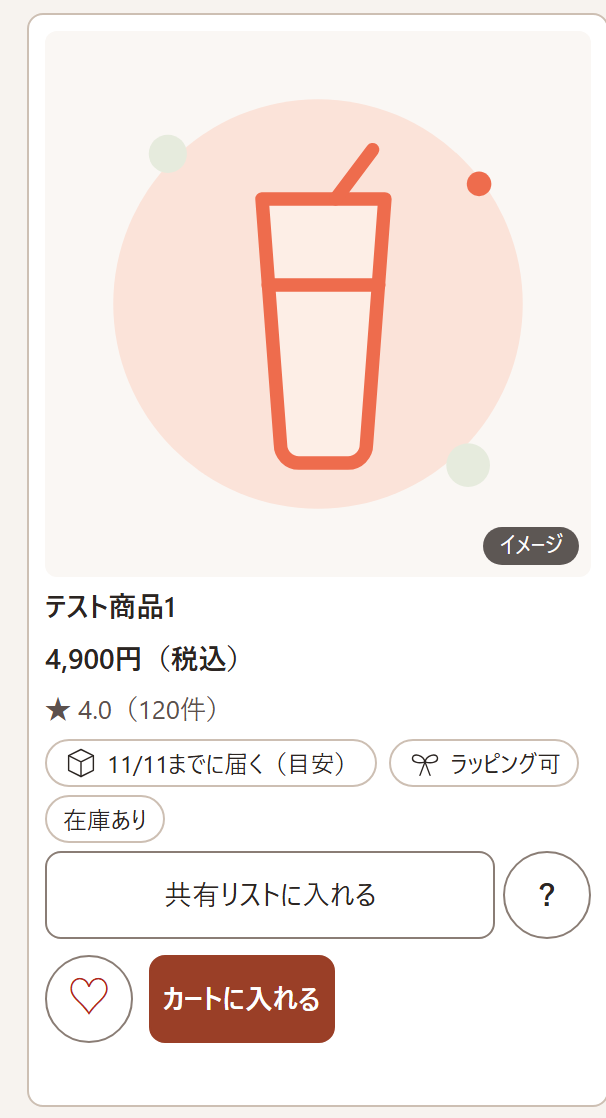 イメージ
テスト商品1
4,900円（税込）
★ 4.0（120件）
11/11までに届く（目安）
ラッピング可
在庫あり
共有リストに入れる
?
カートに入れる